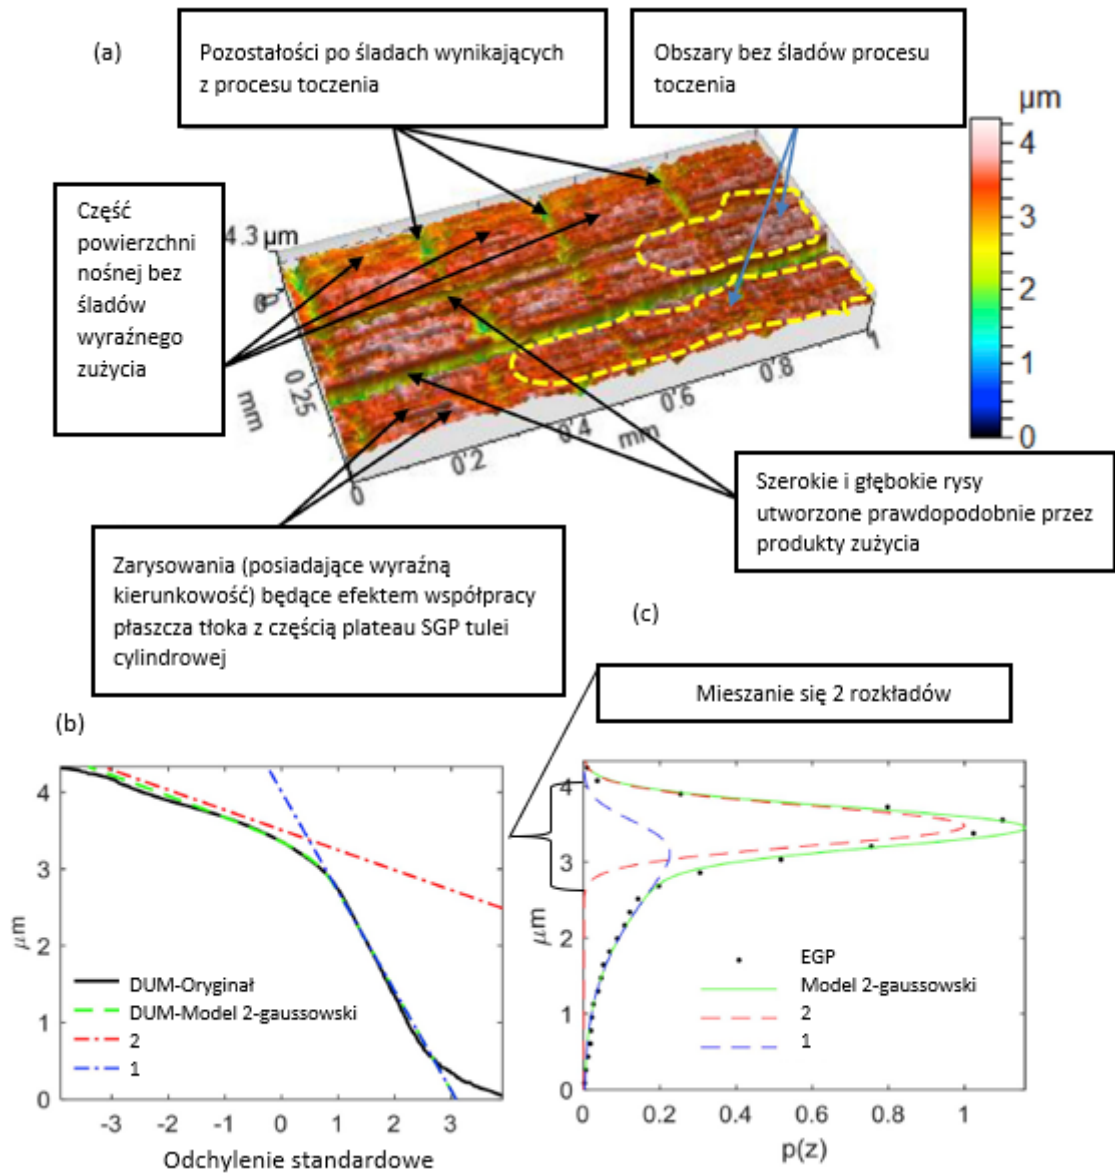 (a)
Pozostałości po śladach wynikających
z procesu toczenia
Obszary bez śladów procesu
toczenia
Część
powierzchni
nośnej bez
śladów
wyraźnego
zużycia
4.3 µm
0
0
0.25
mm
0
0.2
0.4
mm
0.6
0.8
1
µm
4
3
2
1
0
Szerokie i głębokie rysy
utworzone prawdopodobnie przez
produkty zużycia
Zarysowania (posiadające wyraźną
kierunkowość) będące efektem współpracy
płaszcza tłoka z częścią plateau SGP tulei
cylindrowej
(c)
Mieszanie się 2 rozkładów
(b)
4
3
2
1
0
µm
DUM-Oryginał
DUM-Model 2-gaussowski
2
1
-3 -2 -1 0 1 2 3
Odchylenie standardowe
4
3
2
1
0
µm
EGP
Model 2-gaussowski
2
1
0 0.2 0.4 0.6 0.8 1
p(z)